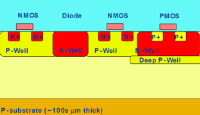 NMOS Diode NMOS PMOS
N+ N+ N+ N+ P+ P+
P-Well N-Well P-Well N-Well
Deep P-Well
P-substrate (~100s µm thick)